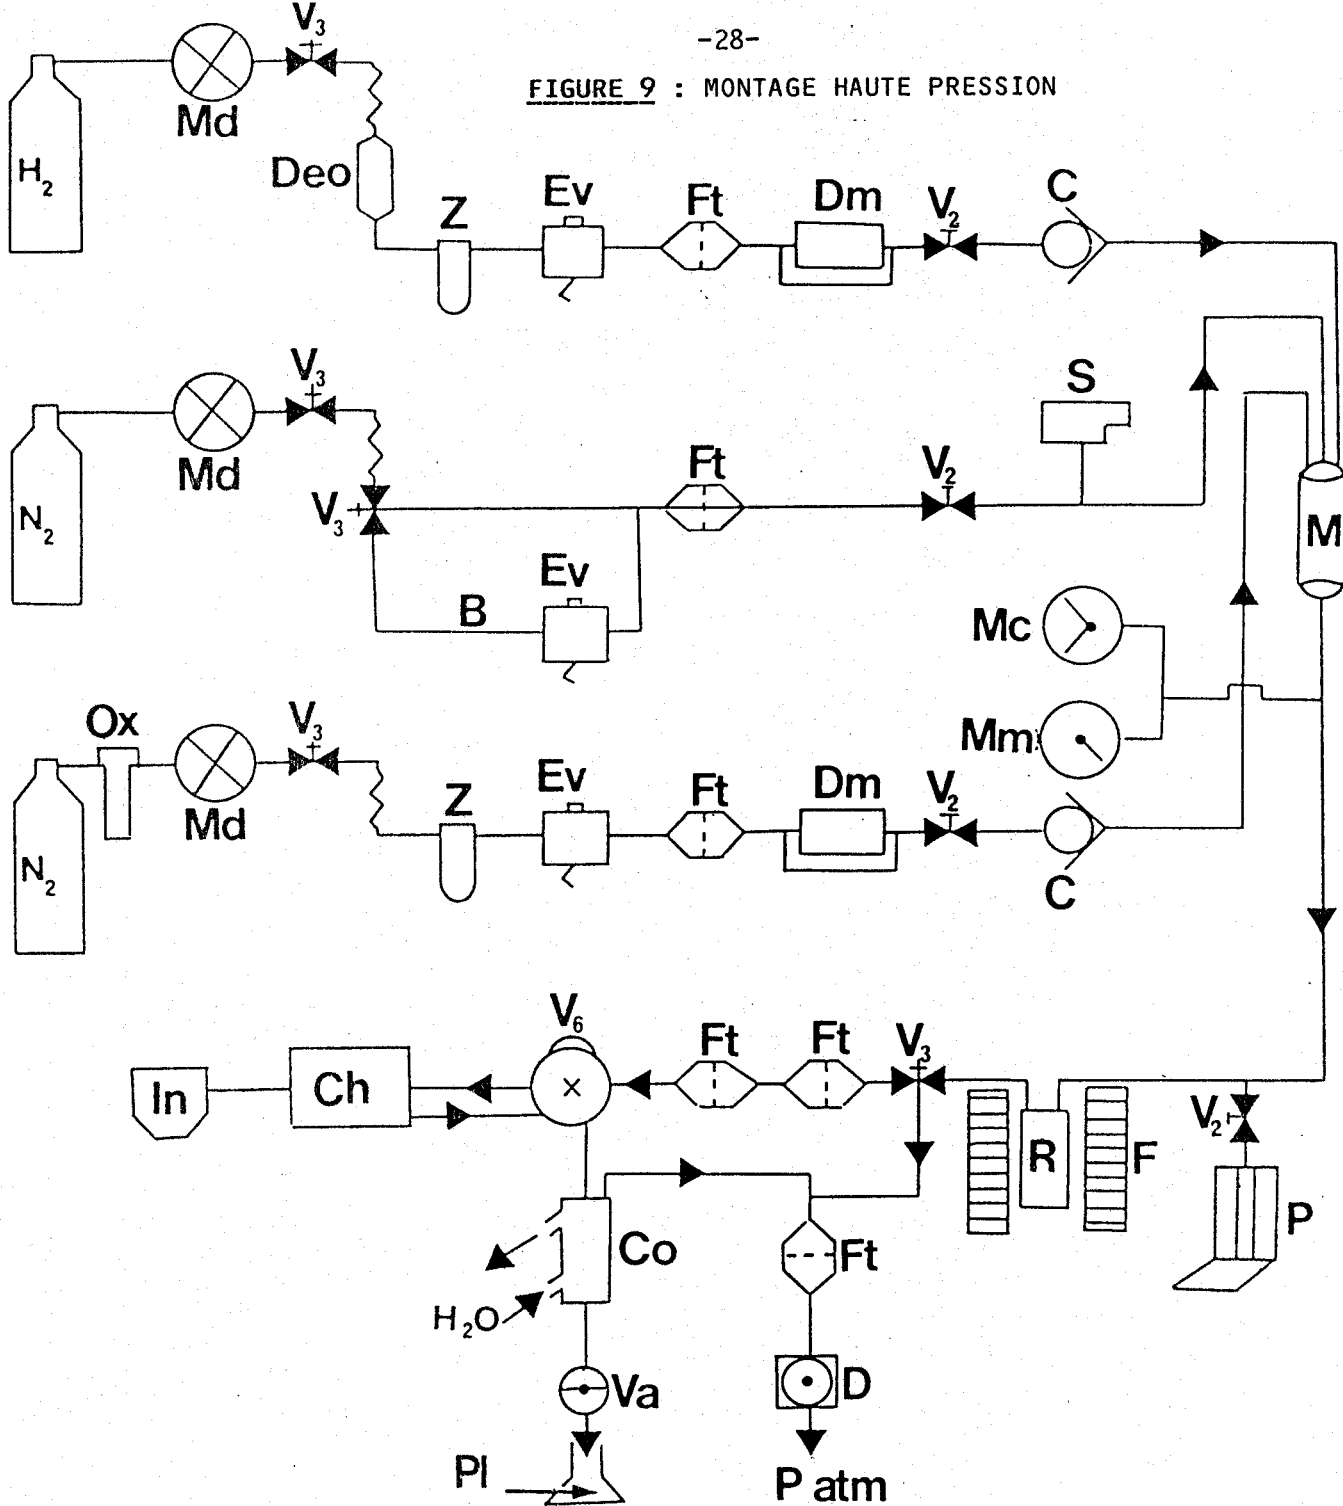 -28-
FIGURE 9 : MONTAGE HAUTE PRESSION
V3
Md
H2
Deo
Z
Ev
Ft
Dm
V2
C
V3
Md
N2
V3
Ft
V2
S
B
Ev
M
Mc
Mm
Ox
V3
Md
N2
Z
Ev
Ft
Dm
V2
C
V6
Ft
Ft
V3
In
Ch
R
F
V2
P
Co
Ft
H2O
Va
D
Pl
P atm